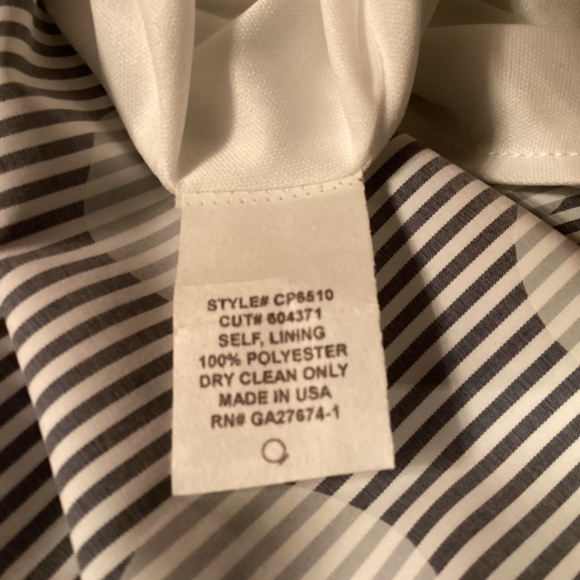 STYLE# CP6510
CUT# 604371
SELF, LINING
100% POLYESTER
DRY CLEAN ONLY
MADE IN USA
RN# GA27674-1